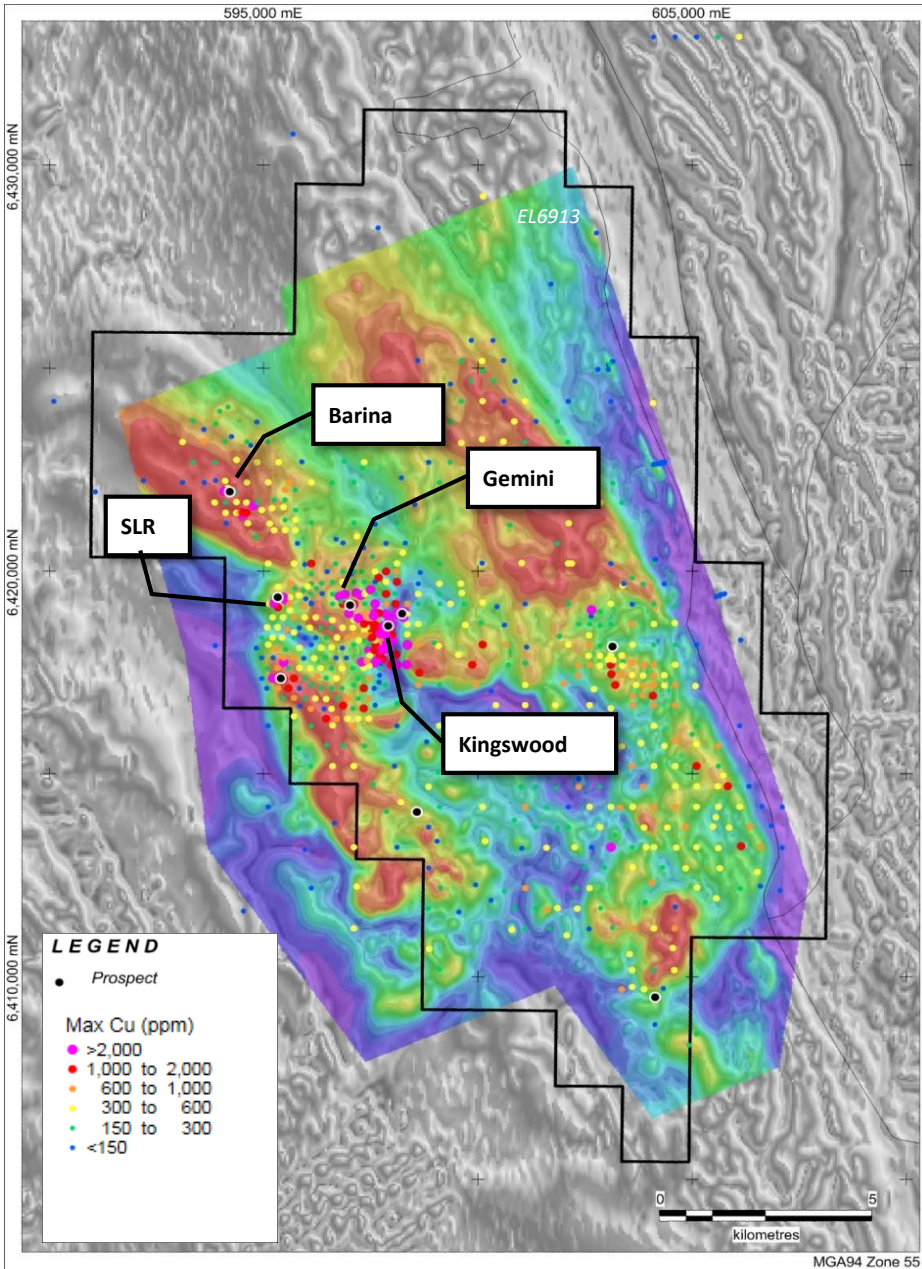 595,000 mE
605,000 mE
6,430,000 mN
EL6913
Barina
Gemini
SLR
6,420,000 mN
Kingswood
6,410,000 mN
LEGEND
Prospect
Max Cu (ppm)
>2,000
1,000 to 2,000
600 to 1,000
300 to 600
150 to 300
<150
0 5
kilometres
MGA94 Zone 55